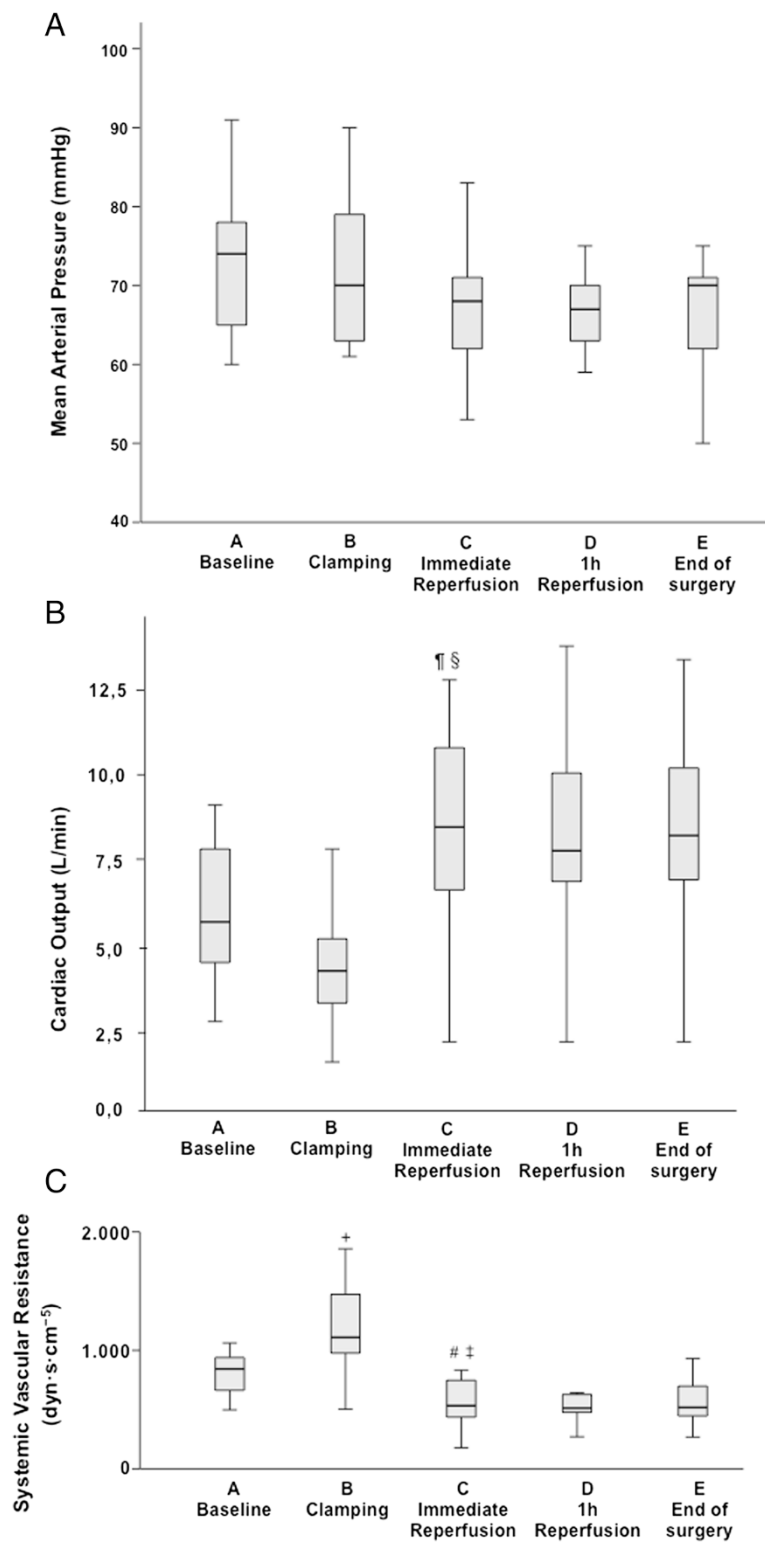 A
Mean Arterial Pressure (mmHg)
100
90
80
70
60
50
40
A
Baseline
B
Clamping
C
Immediate
Reperfusion
D
1h
Reperfusion
E
End of
surgery
B
Cardiac Output (L/min)
¶ §
12,5
10,0
7,5
5,0
2,5
0,0
A
Baseline
B
Clamping
C
Immediate
Reperfusion
D
1h
Reperfusion
E
End of
surgery
C
Systemic Vascular Resistance
(dyn·s·cm⁻⁵)
2.000
1.000
0
+
# ‡
A
Baseline
B
Clamping
C
Immediate
Reperfusion
D
1h
Reperfusion
E
End of
surgery